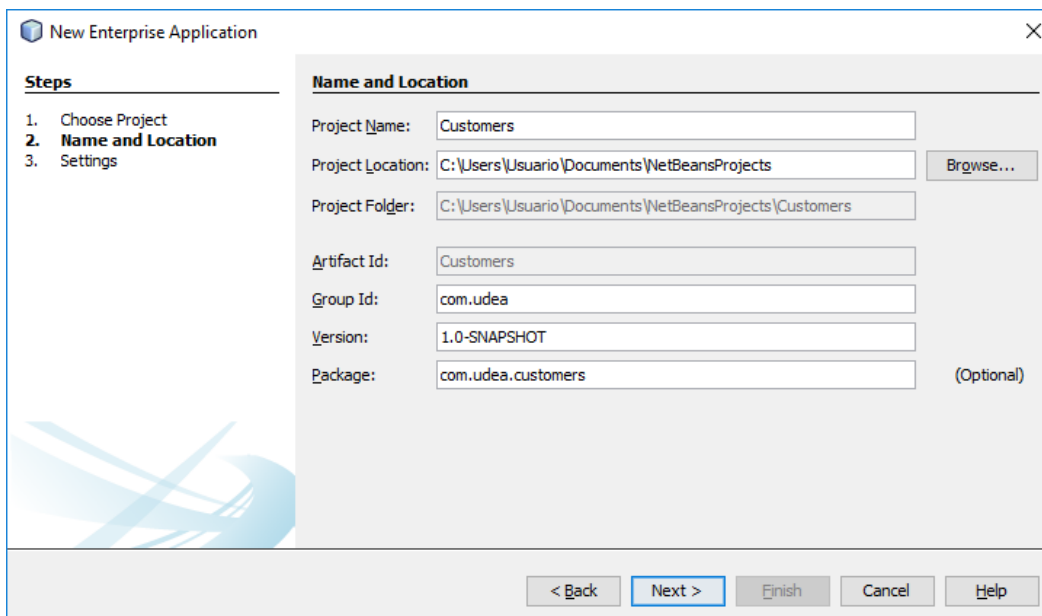 New Enterprise Application
Steps
1. Choose Project
2. Name and Location
3. Settings
Name and Location
Project Name: Customers
Project Location: C:\Users\Usuario\Documents\NetBeansProjects Browse...
Project Folder: C:\Users\Usuario\Documents\NetBeansProjects\Customers
Artifact Id: Customers
Group Id: com.udea
Version: 1.0-SNAPSHOT
Package: com.udea.customers (Optional)
< Back Next > Finish Cancel Help